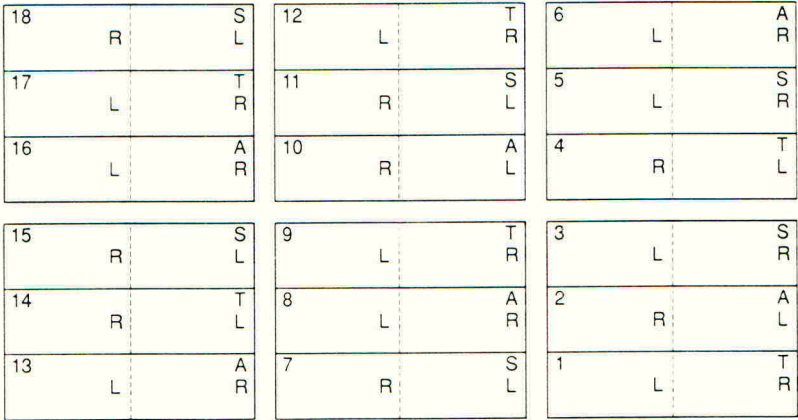 18 S 12 T 6 A
R L L R L R
17 T 11 S 5 S
L R R L L R
16 A 10 A 4 T
L R R L R L
15 S 9 T 3 S
R L L R L R
14 T 8 A 2 A
R L L R R L
13 A 7 S 1 T
L R R L L R